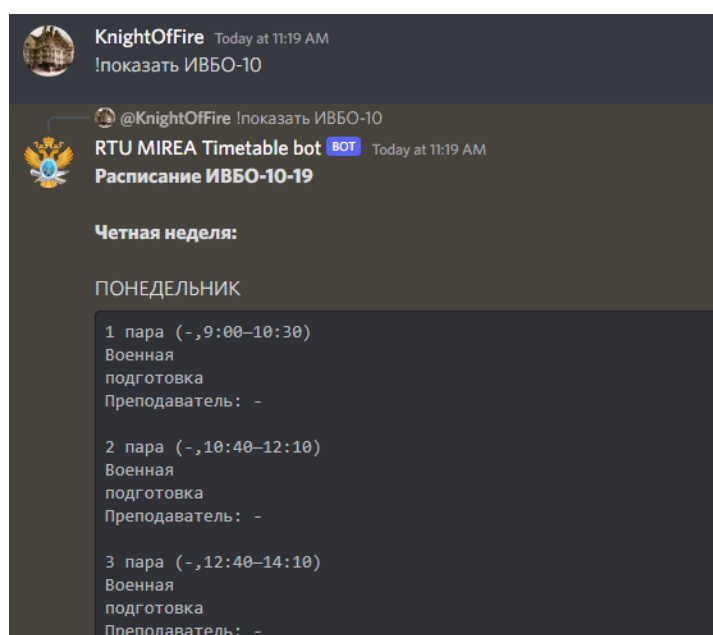 KnightOfFire Today at 11:19 AM
!показать ИВБО-10
@KnightOfFire !показать ИВБО-10
RTU MIREA Timetable bot BOT Today at 11:19 AM
Расписание ИВБО-10-19
Четная неделя:
ПОНЕДЕЛЬНИК
1 пара (-,9:00–10:30)
Военная
подготовка
Преподаватель: -
2 пара (-,10:40–12:10)
Военная
подготовка
Преподаватель: -
3 пара (-,12:40–14:10)
Военная
подготовка
Преподаватель: -